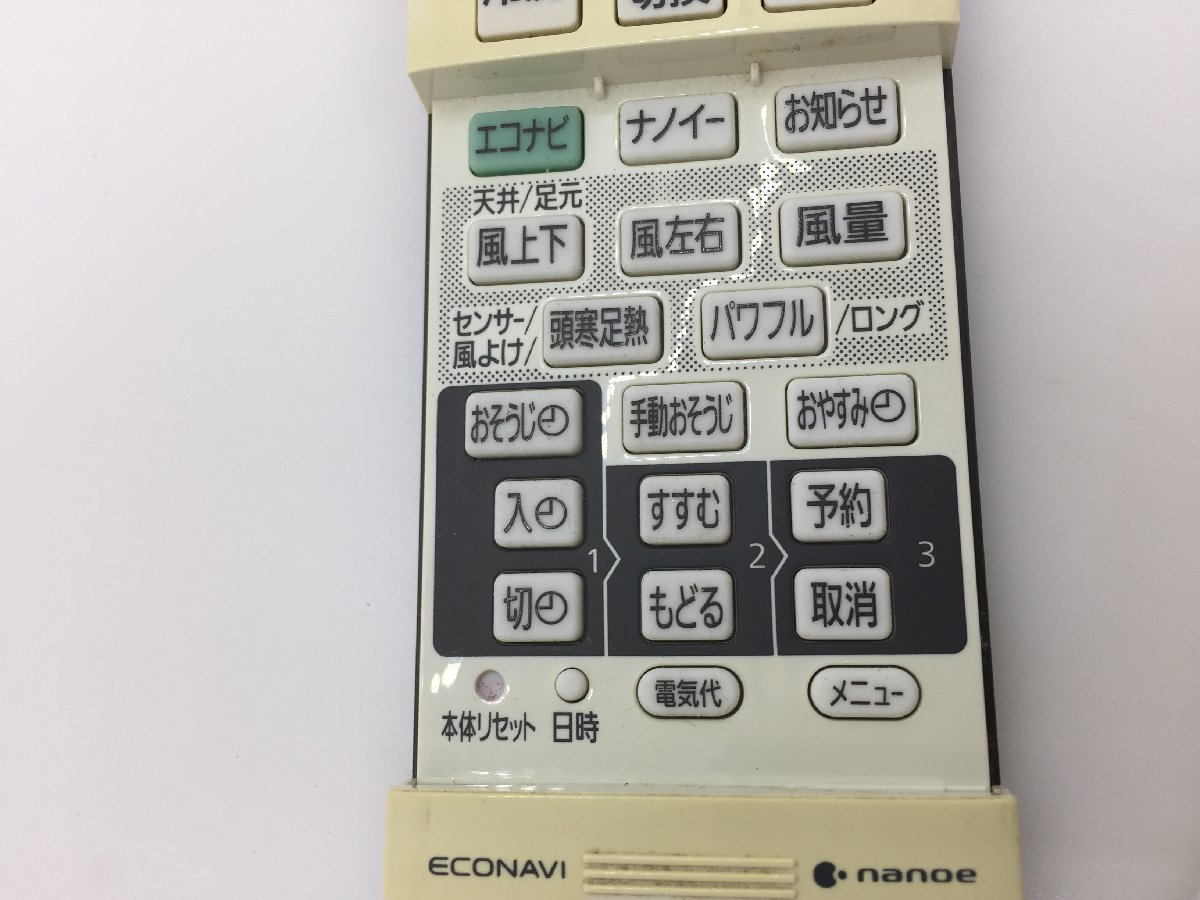 切換
エコナビ ナノイー お知らせ
天井/足元
風上下 風左右 風量
センサー/
風よけ/ 頭寒足熱 パワフル /ロング
おそうじ 手動おそうじ おやすみ
入 すすむ 予約
1 2 3
切 もどる 取消
本体リセット 日時 電気代 メニュー
ECONAVI nanoe